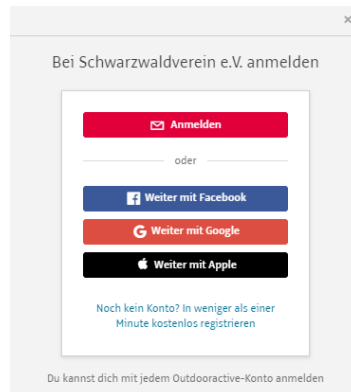 ×
Bei Schwarzwaldverein e.V. anmelden
Anmelden
oder
Weiter mit Facebook
Weiter mit Google
Weiter mit Apple
Noch kein Konto? In weniger als einer
Minute kostenlos registrieren
Du kannst dich mit jedem Outdooractive-Konto anmelden